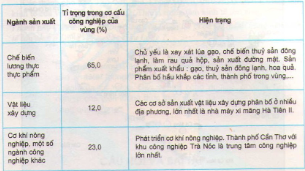 Ngành sản xuất
Tỉ trọng trong cơ cấu
công nghiệp của
vùng (%)
Hiện trạng
Chế biến
lương thực
thực phẩm
65,0
Chủ yếu là xay xát lúa gạo, chế biến thuỷ sản đông
lạnh, làm rau quả hộp, sản xuất đường mật. Sản
phẩm xuất khẩu : gạo, thuỷ sản đông lạnh, hoa quả.
Phân bố hầu khắp các tỉnh, thành phố trong vùng,...
Vật liệu
xây dựng
12,0
Các cơ sở sản xuất vật liệu xây dựng phân bố ở nhiều
địa phương, lớn nhất là nhà máy xi măng Hà Tiên II.
Cơ khí nông
nghiệp, một số
ngành công
nghiệp khác
23,0
Phát triển cơ khí nông nghiệp. Thành phố Cần Thơ với
khu công nghiệp Trà Nóc là trung tâm công nghiệp
lớn nhất.